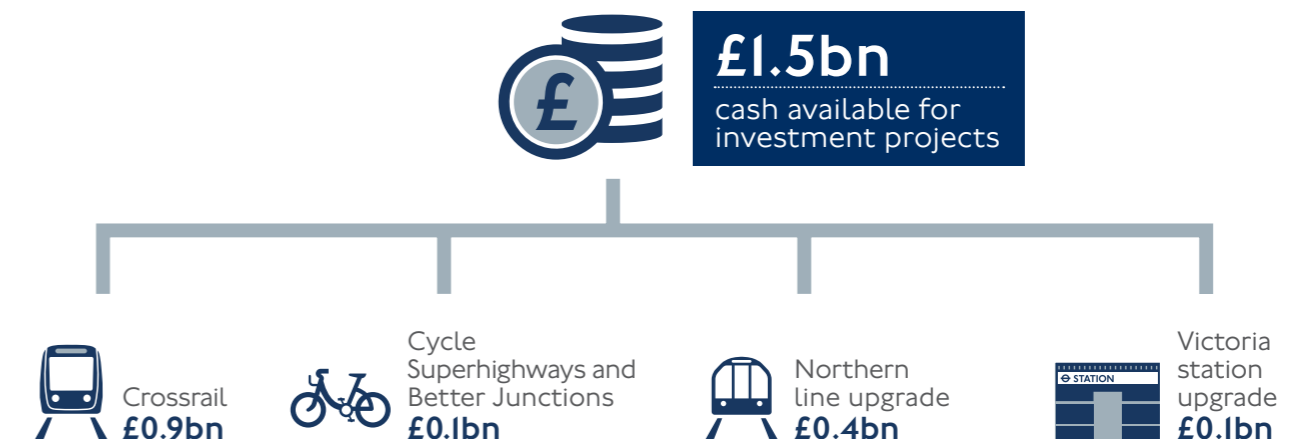 £
£1.5bn
cash available for
investment projects
Crossrail
£0.9bn
Cycle
Superhighways and
Better Junctions
£0.1bn
Northern
line upgrade
£0.4bn
STATION
Victoria
station
upgrade
£0.1bn